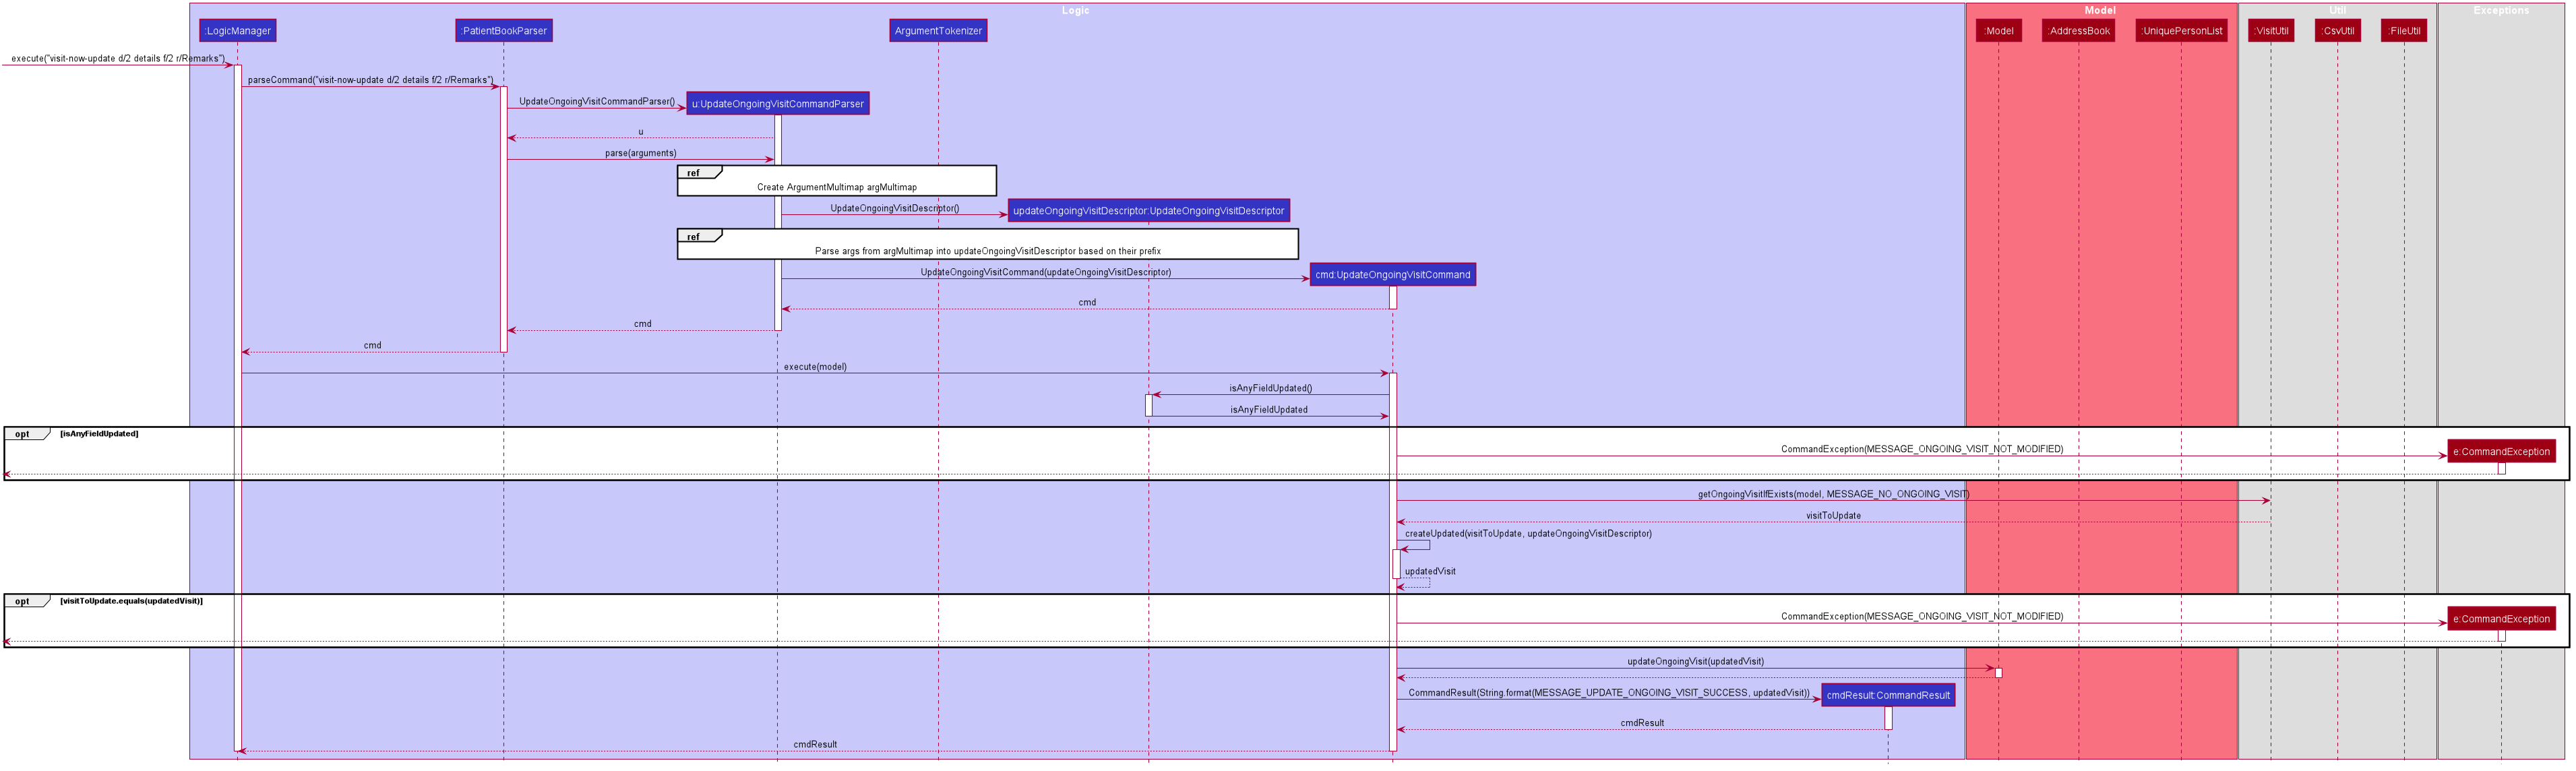 Logic
Model
Util
Exceptions
:LogicManager
:PatientBookParser
ArgumentTokenizer
:Model
:AddressBook
:UniquePersonList
:VisitUtil
:CsvUtil
:FileUtil
execute("visit-now-update d/2 details f/2 r/Remarks")
parseCommand("visit-now-update d/2 details f/2 r/Remarks")
UpdateOngoingVisitCommandParser()
u:UpdateOngoingVisitCommandParser
u
parse(arguments)
ref
Create ArgumentMultimap argMultimap
UpdateOngoingVisitDescriptor()
updateOngoingVisitDescriptor:UpdateOngoingVisitDescriptor
ref
Parse args from argMultimap into updateOngoingVisitDescriptor based on their prefix
UpdateOngoingVisitCommand(updateOngoingVisitDescriptor)
cmd:UpdateOngoingVisitCommand
cmd
cmd
cmd
execute(model)
isAnyFieldUpdated()
isAnyFieldUpdated
opt
[isAnyFieldUpdated]
CommandException(MESSAGE_ONGOING_VISIT_NOT_MODIFIED)
e:CommandException
getOngoingVisitIfExists(model, MESSAGE_NO_ONGOING_VISIT)
visitToUpdate
createUpdated(visitToUpdate, updateOngoingVisitDescriptor)
updatedVisit
opt
[visitToUpdate.equals(updatedVisit)]
CommandException(MESSAGE_ONGOING_VISIT_NOT_MODIFIED)
e:CommandException
updateOngoingVisit(updatedVisit)
CommandResult(String.format(MESSAGE_UPDATE_ONGOING_VISIT_SUCCESS, updatedVisit))
cmdResult:CommandResult
cmdResult
cmdResult